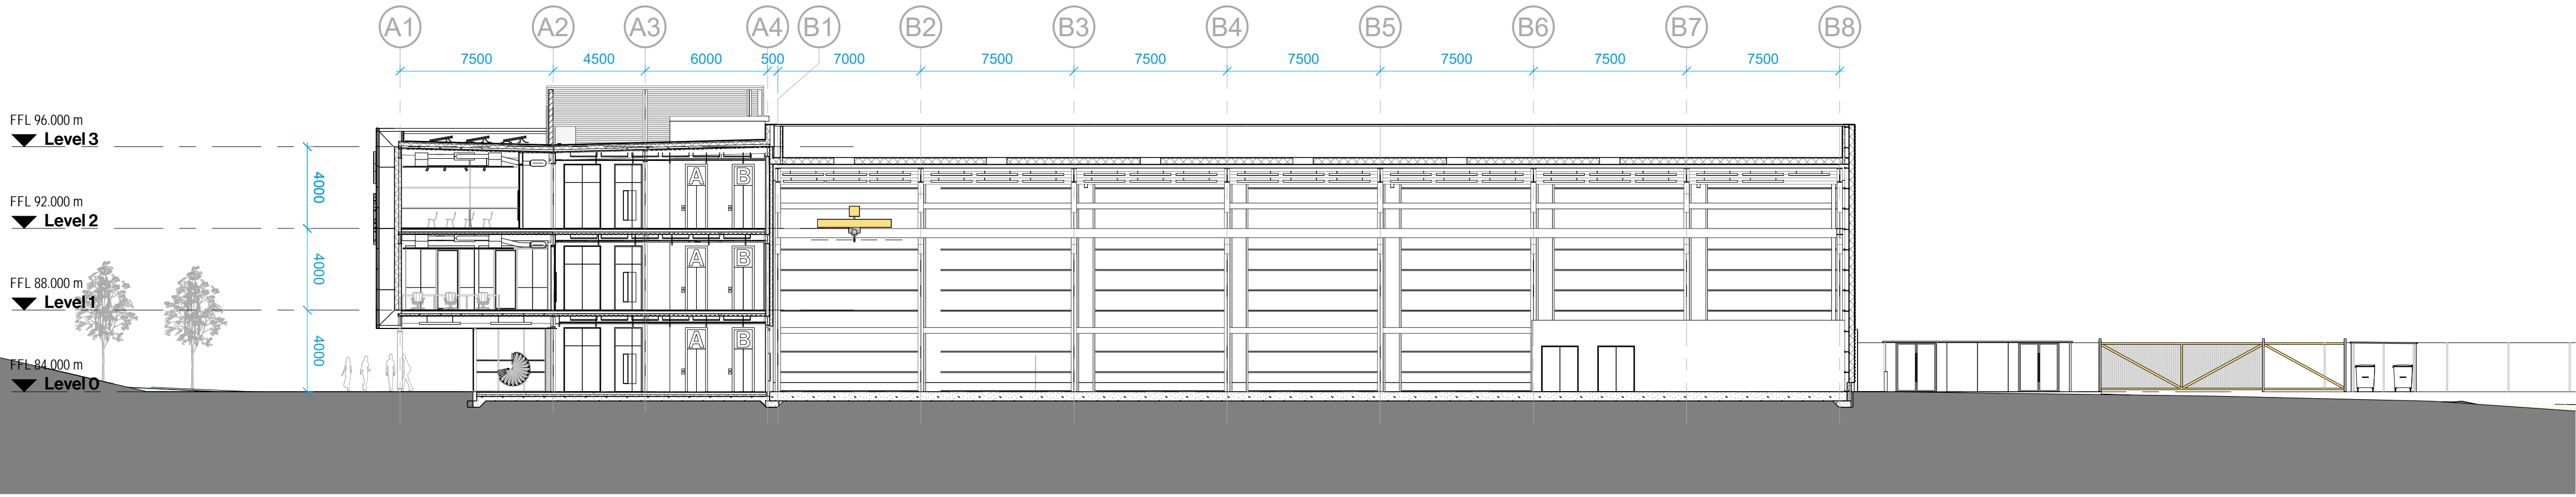 A1 A2 A3 A4 B1 B2 B3 B4 B5 B6 B7 B8
7500 4500 6000 500 7000 7500 7500 7500 7500 7500 7500
FFL 96.000 m
Level 3
4000
A B
FFL 92.000 m
Level 2
4000
A B
FFL 88.000 m
Level 1
4000
A B
FFL 84.000 m
Level 0